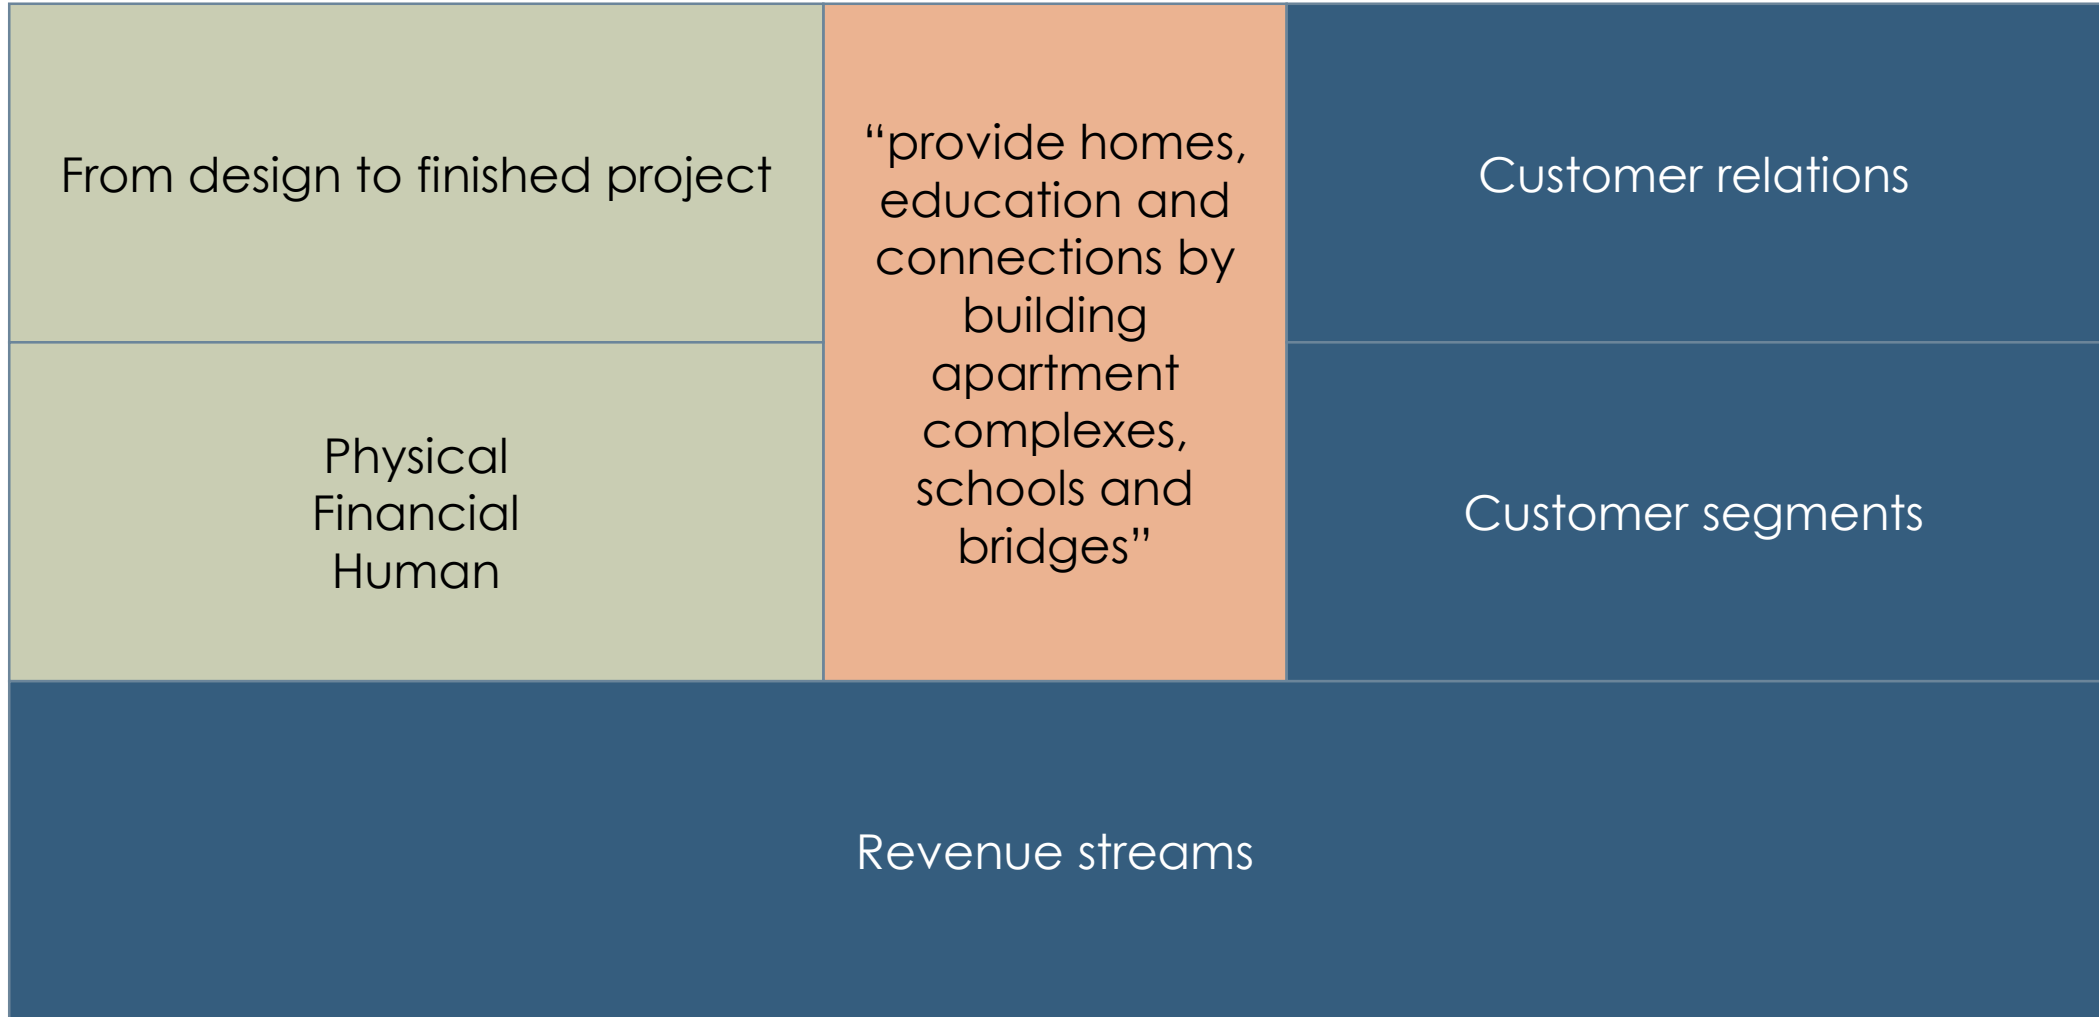 From design to finished project
“provide homes,
education and
connections by
building
apartment
complexes,
schools and
bridges”
Customer relations
Physical
Financial
Human
Customer segments
Revenue streams